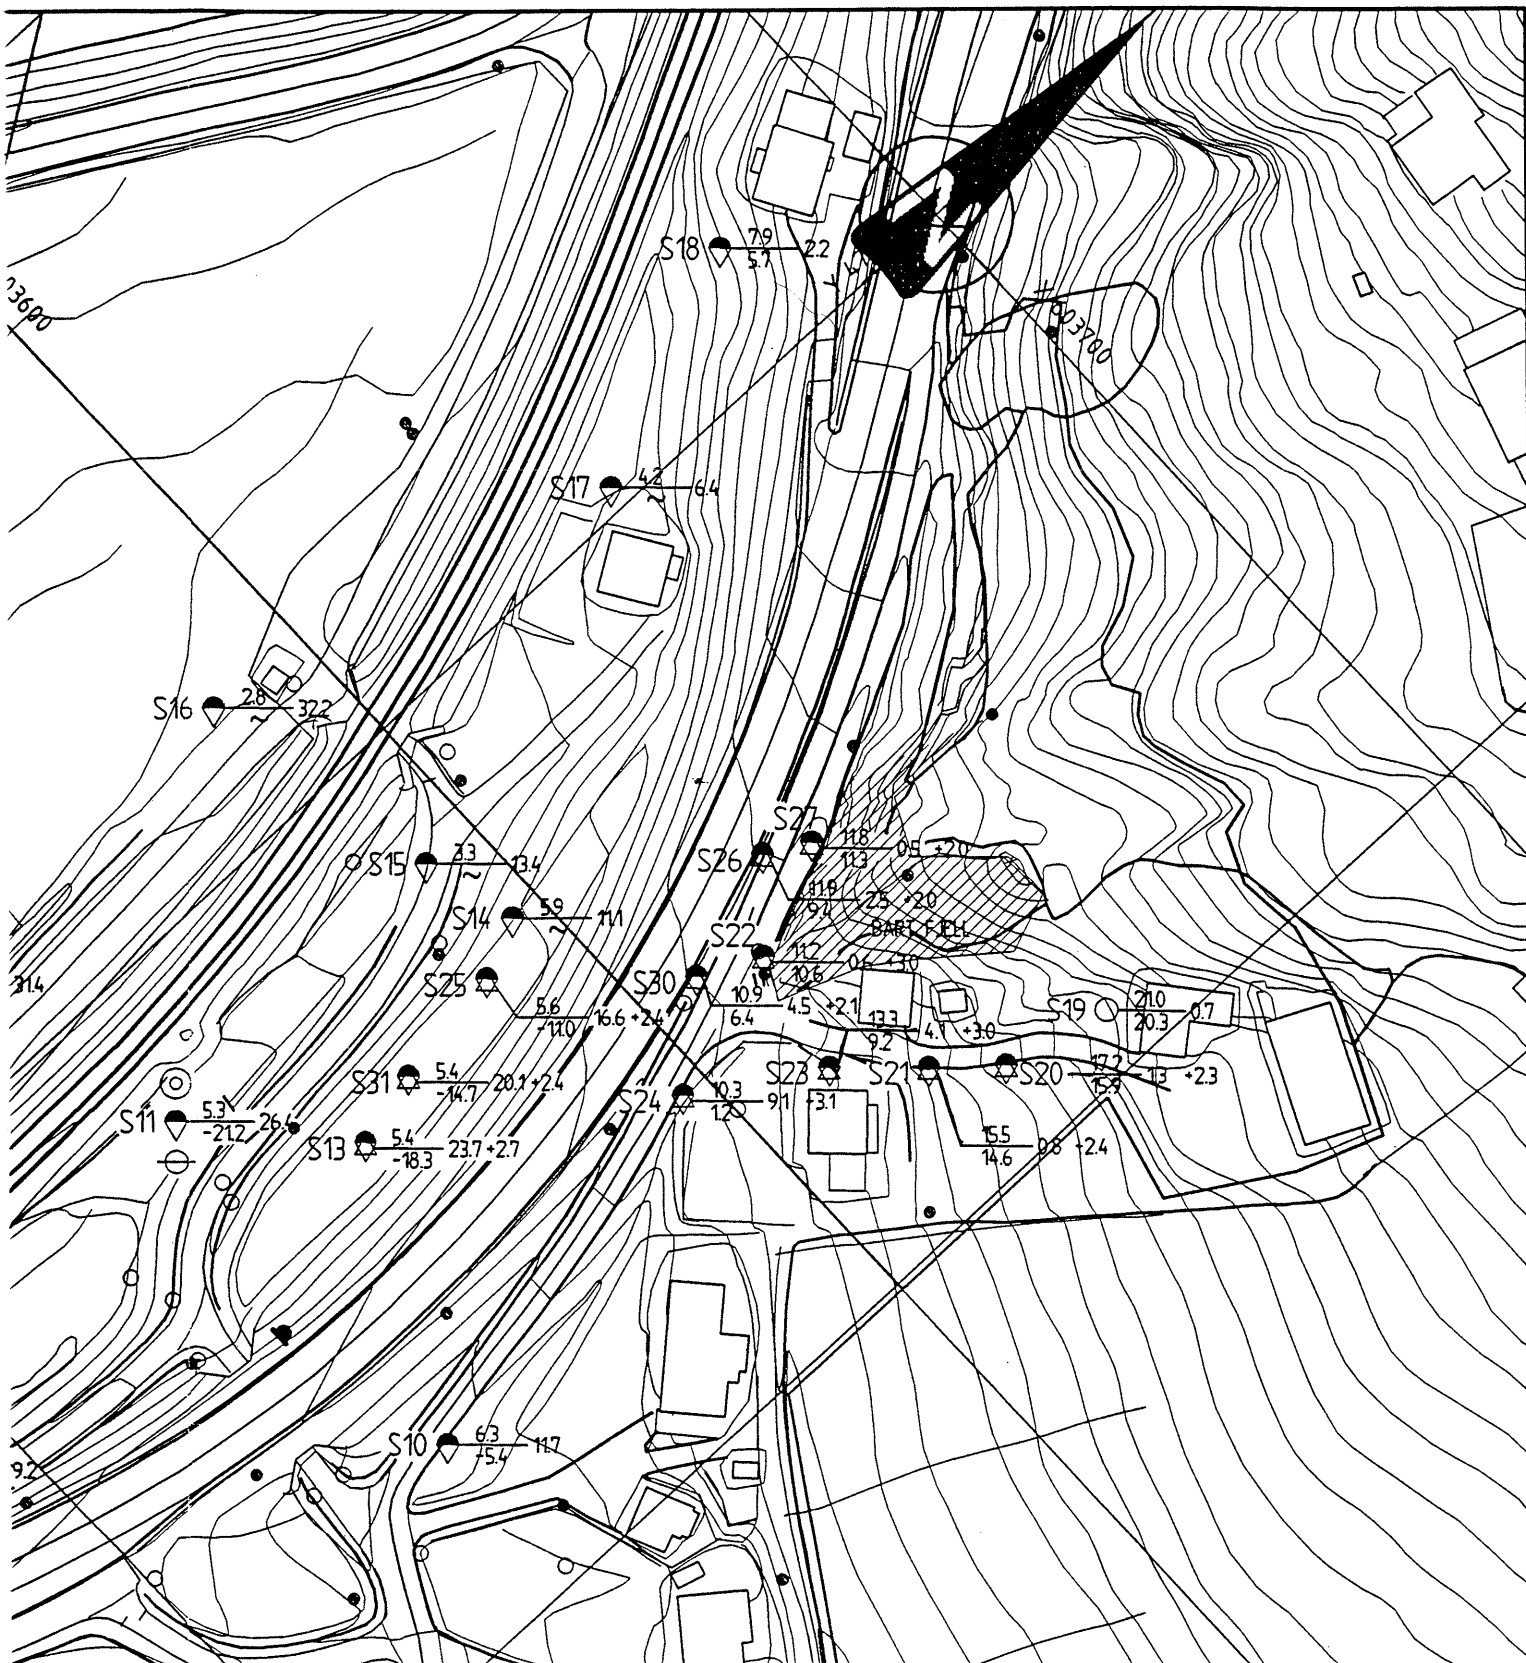 N
S18 7.9 2.2
5.7
603700
S17 4.2 6.4
~
S16 2.8 32.2
~
S27 11.8 0.5 +2.0
11.3
S26 11.9 2.5 +2.0
9.4
S15 3.3 13.4
~
S14 5.9 11.1
~
BART FJELL
S22 11.2 0.6 +3.0
10.6
31.4
S25 5.6 16.6 +2.4
-11.0
S30 10.9 4.5 +2.1
6.4
S19 21.0 0.7
20.3
S23 13.3 4.1 +3.0
9.2
S20 17.2 1.3 +2.3
15.9
S31 5.4 20.1 +2.4
-14.7
S24 10.3 9.1 +3.1
1.2
S11 5.3 26.4
-21.2
S13 5.4 23.7 +2.7
-18.3
S21 15.5 0.8 +2.4
14.6
S10 6.3 11.7
-5.4
9.2